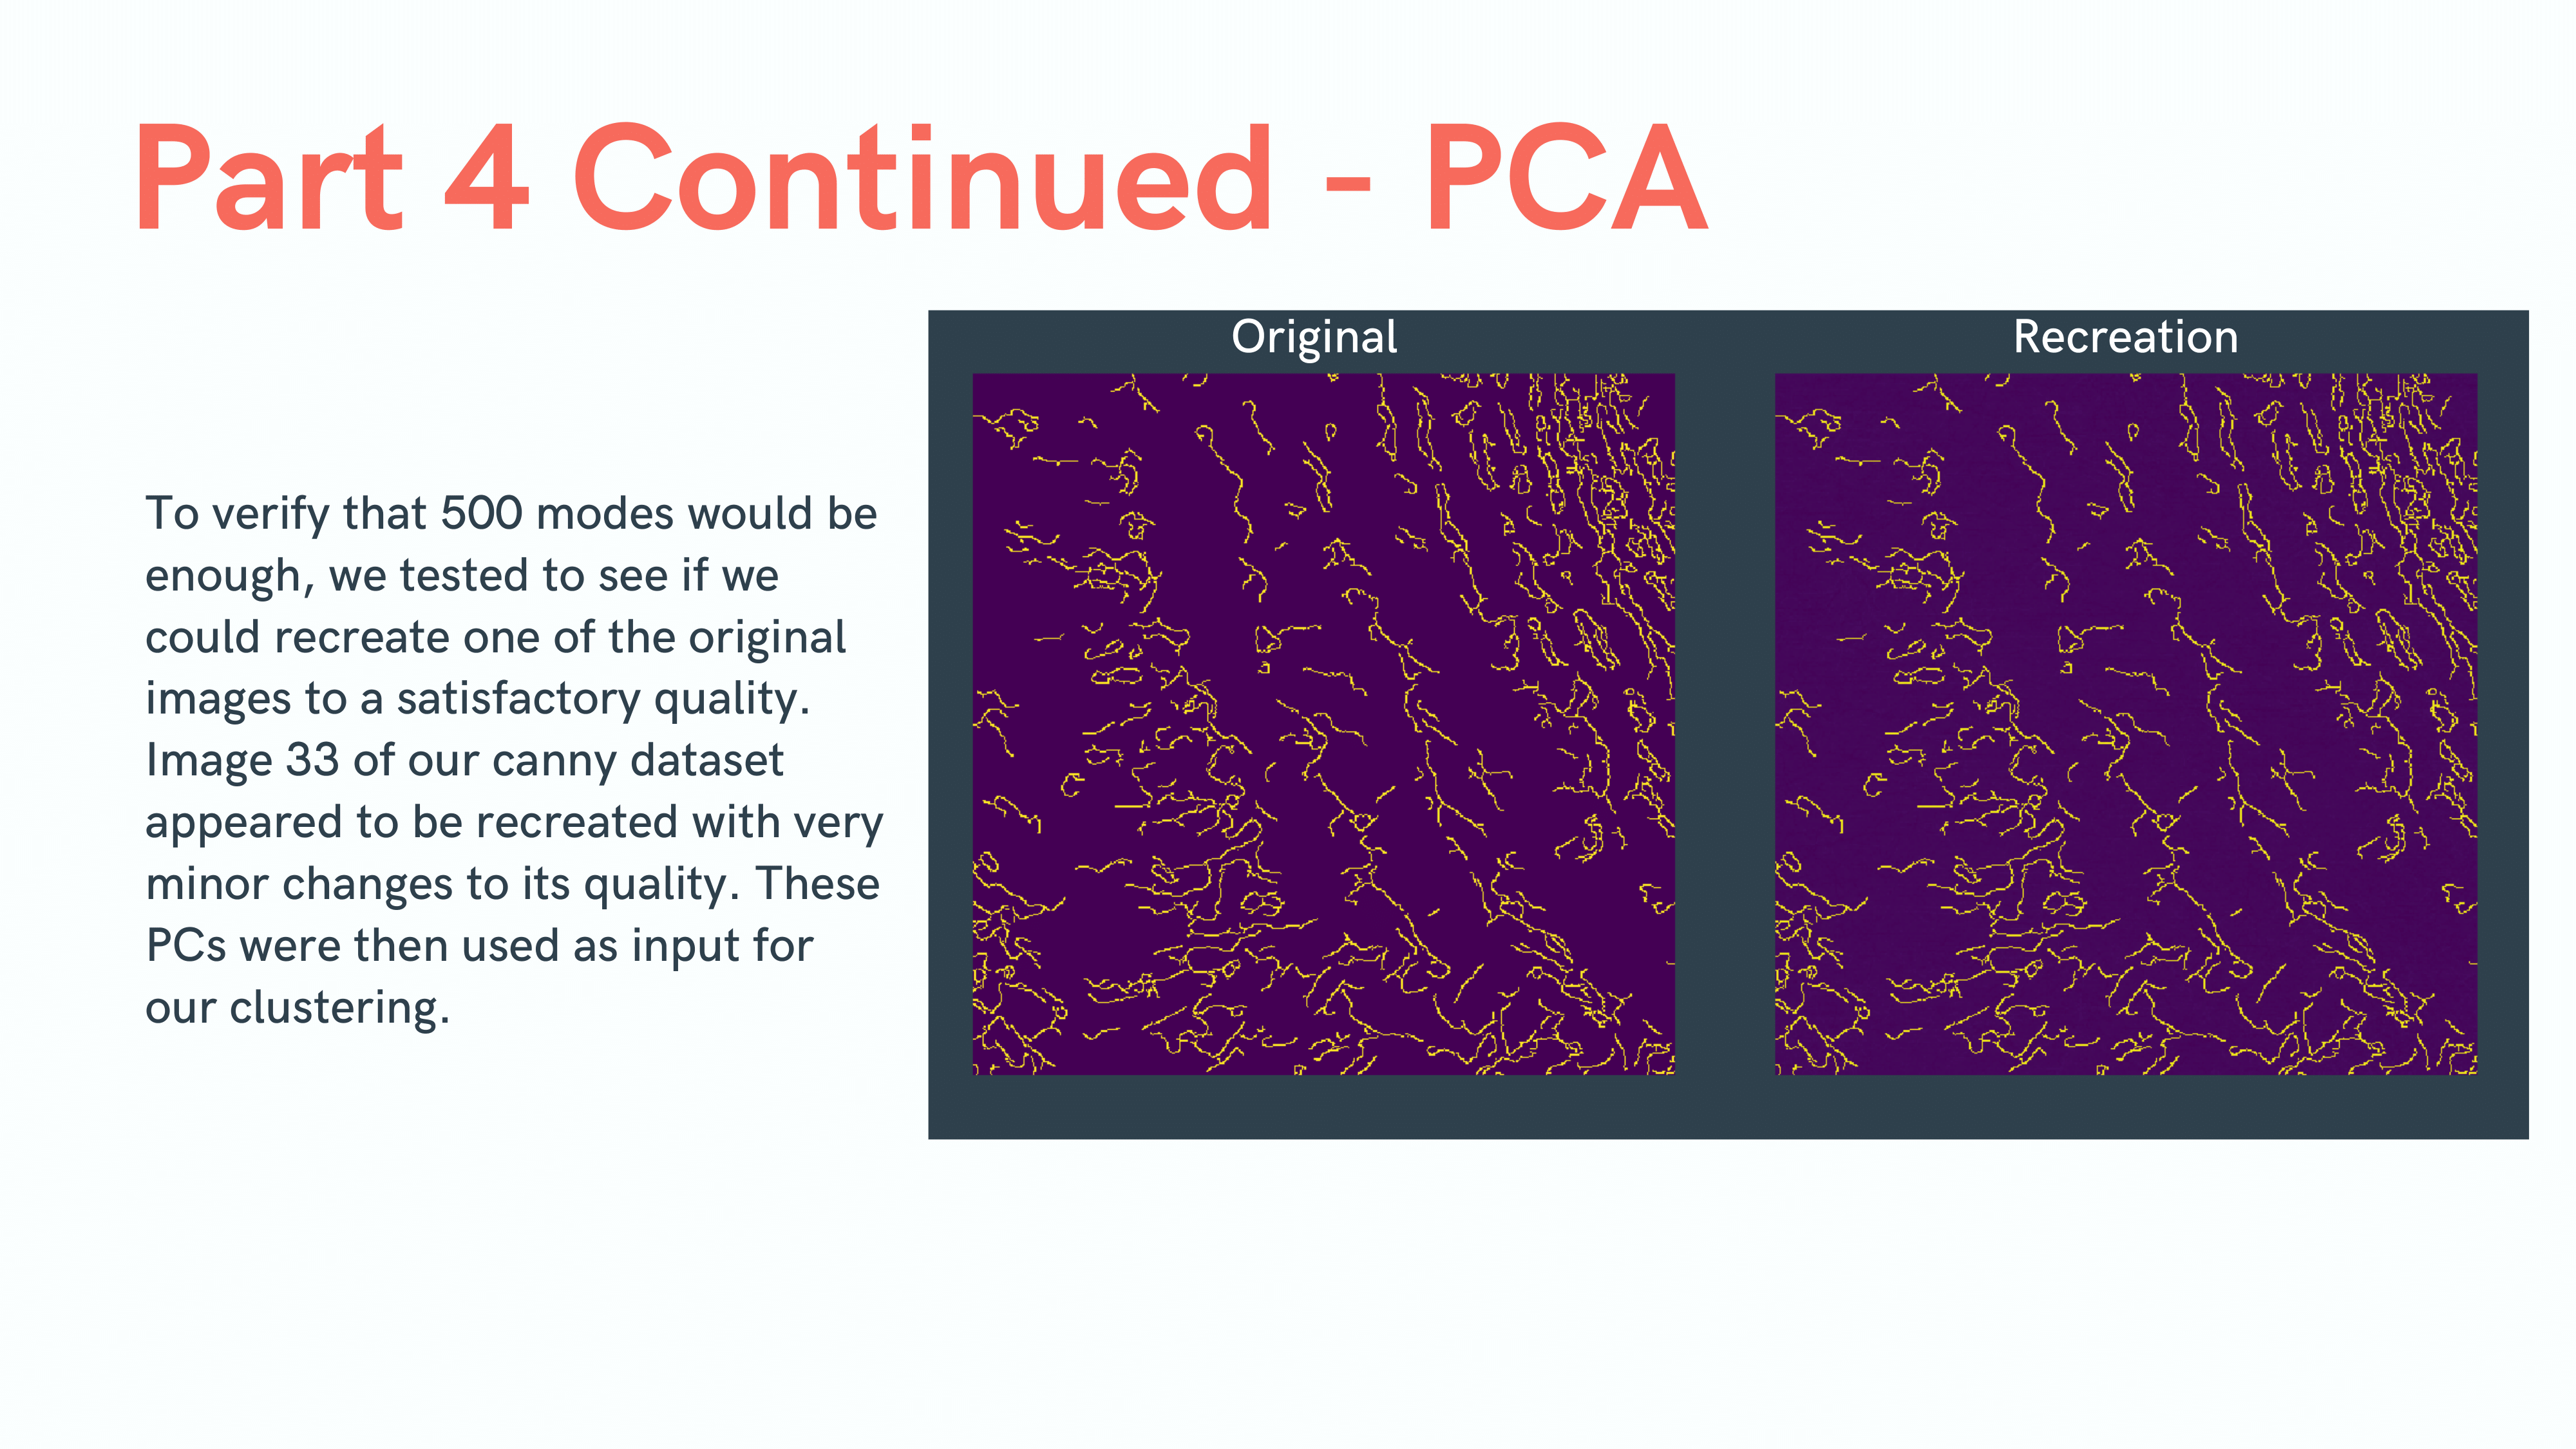 Part 4 Continued - PCA
To verify that 500 modes would be
enough, we tested to see if we
could recreate one of the original
images to a satisfactory quality.
Image 33 of our canny dataset
appeared to be recreated with very
minor changes to its quality. These
PCs were then used as input for
our clustering.
Original
Recreation